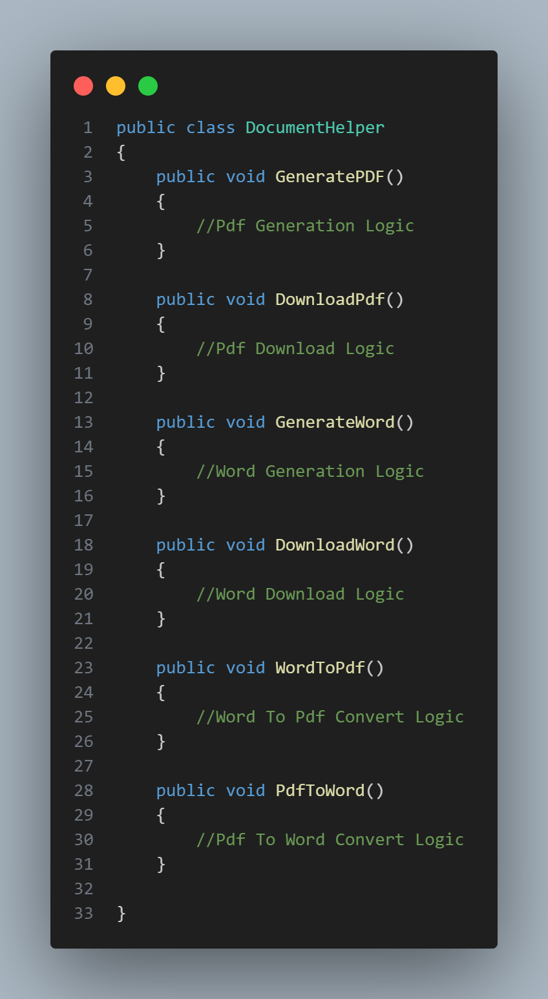 1 public class DocumentHelper
2 {
3     public void GeneratePDF()
4     {
5         //Pdf Generation Logic
6     }
7
8     public void DownloadPdf()
9     {
10         //Pdf Download Logic
11     }
12
13     public void GenerateWord()
14     {
15         //Word Generation Logic
16     }
17
18     public void DownloadWord()
19     {
20         //Word Download Logic
21     }
22
23     public void WordToPdf()
24     {
25         //Word To Pdf Convert Logic
26     }
27
28     public void PdfToWord()
29     {
30         //Pdf To Word Convert Logic
31     }
32
33 }